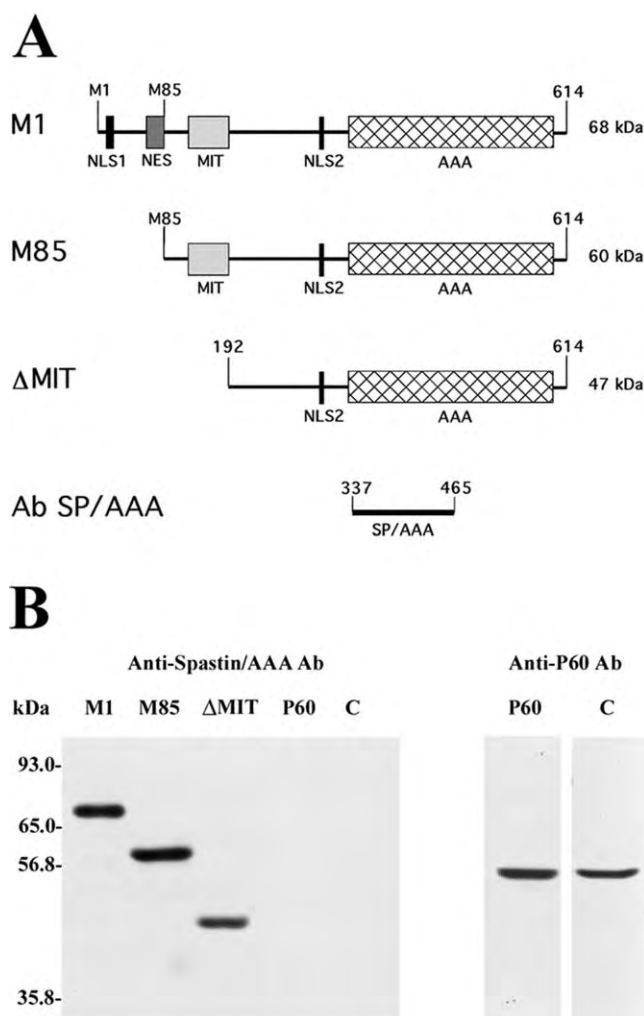 A
M1 M85 614
M1 68 kDa
NLS1 NES MIT NLS2 AAA
M85 614
M85 60 kDa
MIT NLS2 AAA
192 614
ΔMIT 47 kDa
NLS2 AAA
337 465
Ab SP/AAA
SP/AAA
B
Anti-Spastin/AAA Ab Anti-P60 Ab
kDa M1 M85 ΔMIT P60 C P60 C
93.0-
65.0-
56.8-
35.8-